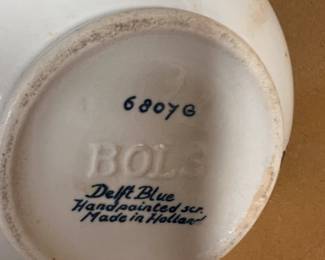 6807G
BOLS
Delft Blue
Handpainted scr.
Made in Holland